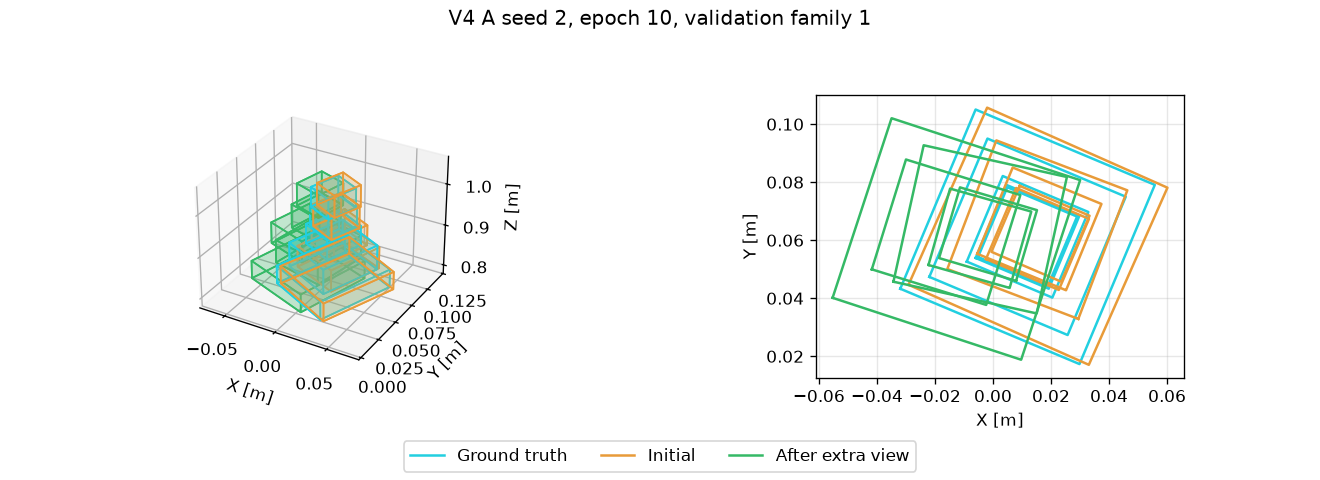 V4 A seed 2, epoch 10, validation family 1
1.0
0.9
0.8
Z [m]
0.125
0.100
0.075
0.050
0.025
0.000
Y [m]
−0.05
0.00
0.05
X [m]
0.10
0.08
0.06
0.04
0.02
Y [m]
−0.06 −0.04 −0.02 0.00 0.02 0.04 0.06
X [m]
Ground truth Initial After extra view